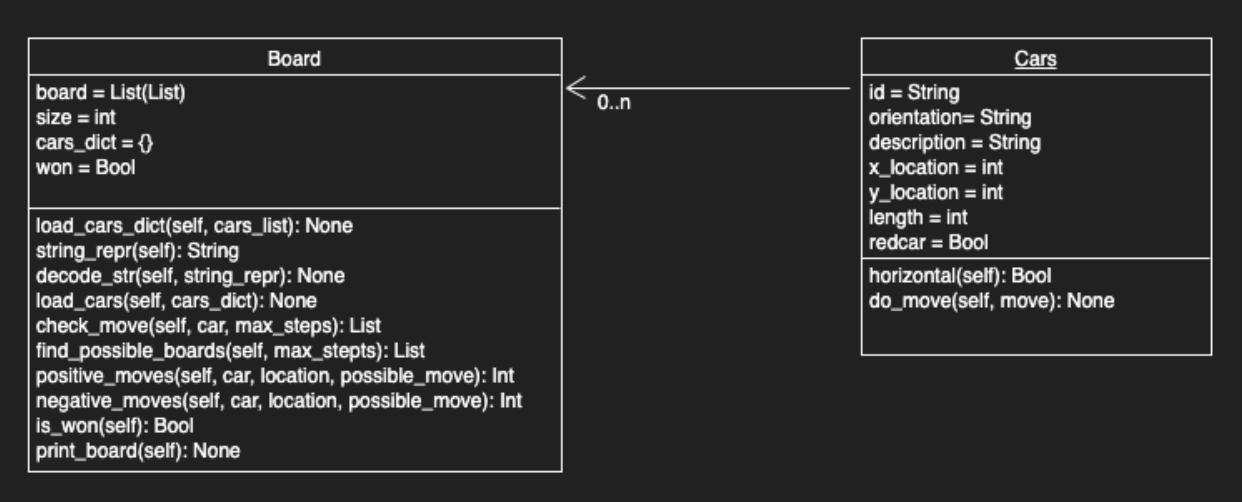 Board
board = List(List)
size = int
cars_dict = {}
won = Bool
load_cars_dict(self, cars_list): None
string_repr(self): String
decode_str(self, string_repr): None
load_cars(self, cars_dict): None
check_move(self, car, max_steps): List
find_possible_boards(self, max_stepts): List
positive_moves(self, car, location, possible_move): Int
negative_moves(self, car, location, possible_move): Int
is_won(self): Bool
print_board(self): None
0..n
Cars
id = String
orientation= String
description = String
x_location = int
y_location = int
length = int
redcar = Bool
horizontal(self): Bool
do_move(self, move): None